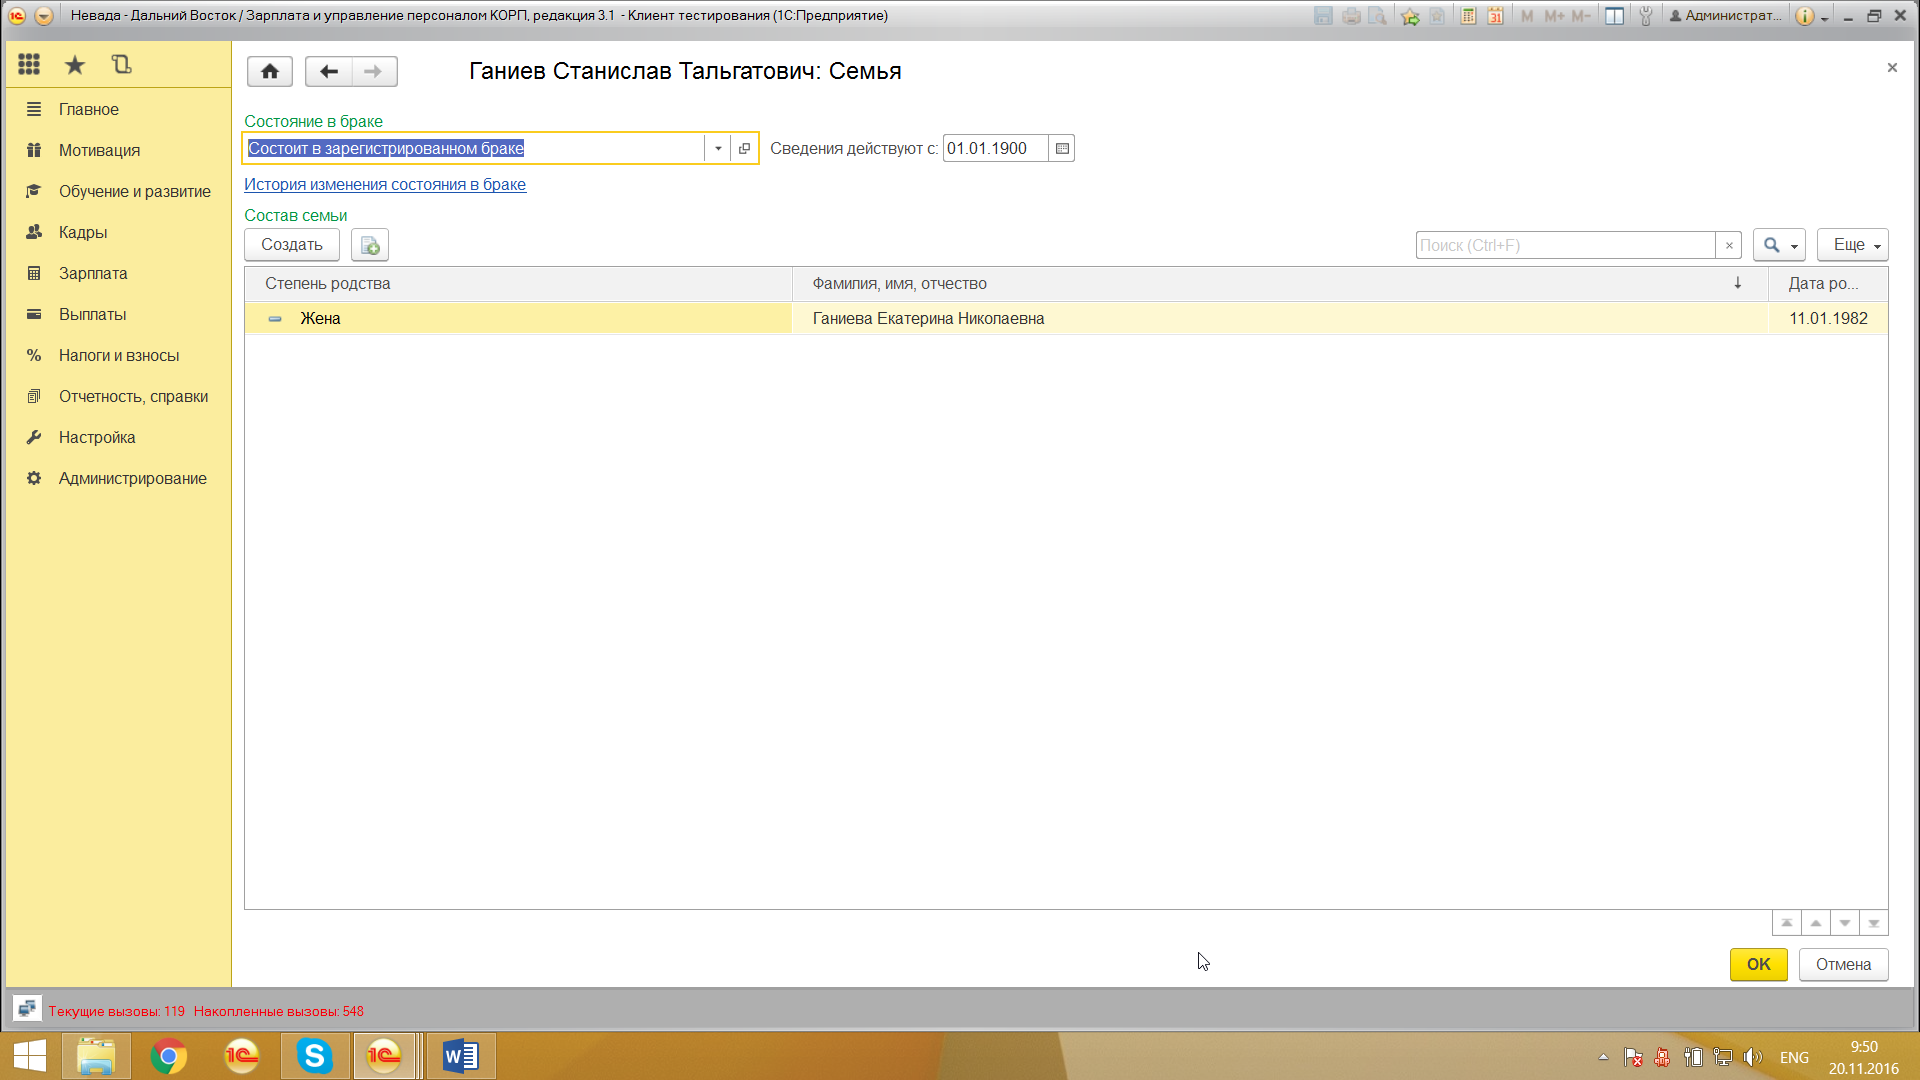 Невада - Дальний Восток / Зарплата и управление персоналом КОРП, редакция 3.1 - Клиент тестирования (1С:Предприятие)
31 M M+ M- Администрат...
Ганиев Станислав Тальгатович: Семья
Главное
Мотивация
Обучение и развитие
Кадры
Зарплата
Выплаты
Налоги и взносы
Отчетность, справки
Настройка
Администрирование
Состояние в браке
Состоит в зарегистрированном браке Сведения действуют с: 01.01.1900
История изменения состояния в браке
Состав семьи
Создать Поиск (Ctrl+F) × Еще
Степень родства Фамилия, имя, отчество ↓ Дата ро...
Жена Ганиева Екатерина Николаевна 11.01.1982
ОК Отмена
Текущие вызовы: 119 Накопленные вызовы: 548
ENG 9:50
20.11.2016